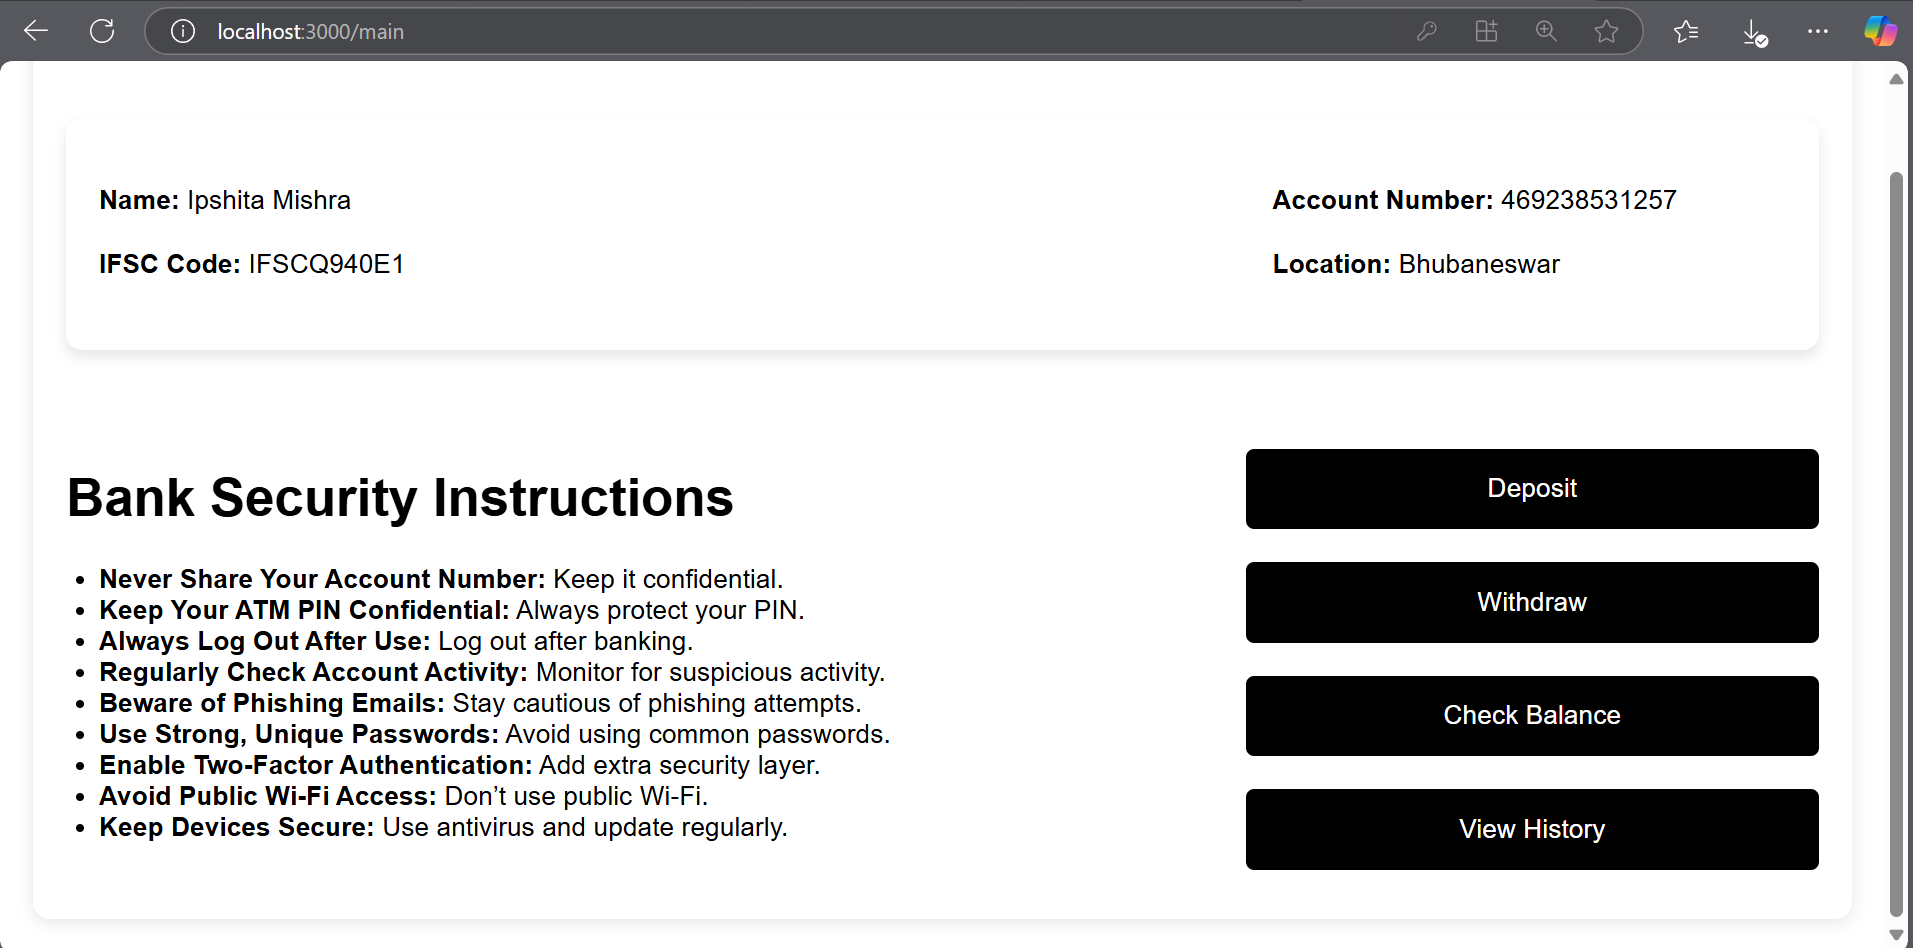 localhost:3000/main
Name: Ipshita Mishra
Account Number: 469238531257
IFSC Code: IFSCQ940E1
Location: Bhubaneswar
Bank Security Instructions
Never Share Your Account Number: Keep it confidential.
Keep Your ATM PIN Confidential: Always protect your PIN.
Always Log Out After Use: Log out after banking.
Regularly Check Account Activity: Monitor for suspicious activity.
Beware of Phishing Emails: Stay cautious of phishing attempts.
Use Strong, Unique Passwords: Avoid using common passwords.
Enable Two-Factor Authentication: Add extra security layer.
Avoid Public Wi-Fi Access: Don’t use public Wi-Fi.
Keep Devices Secure: Use antivirus and update regularly.
Deposit
Withdraw
Check Balance
View History